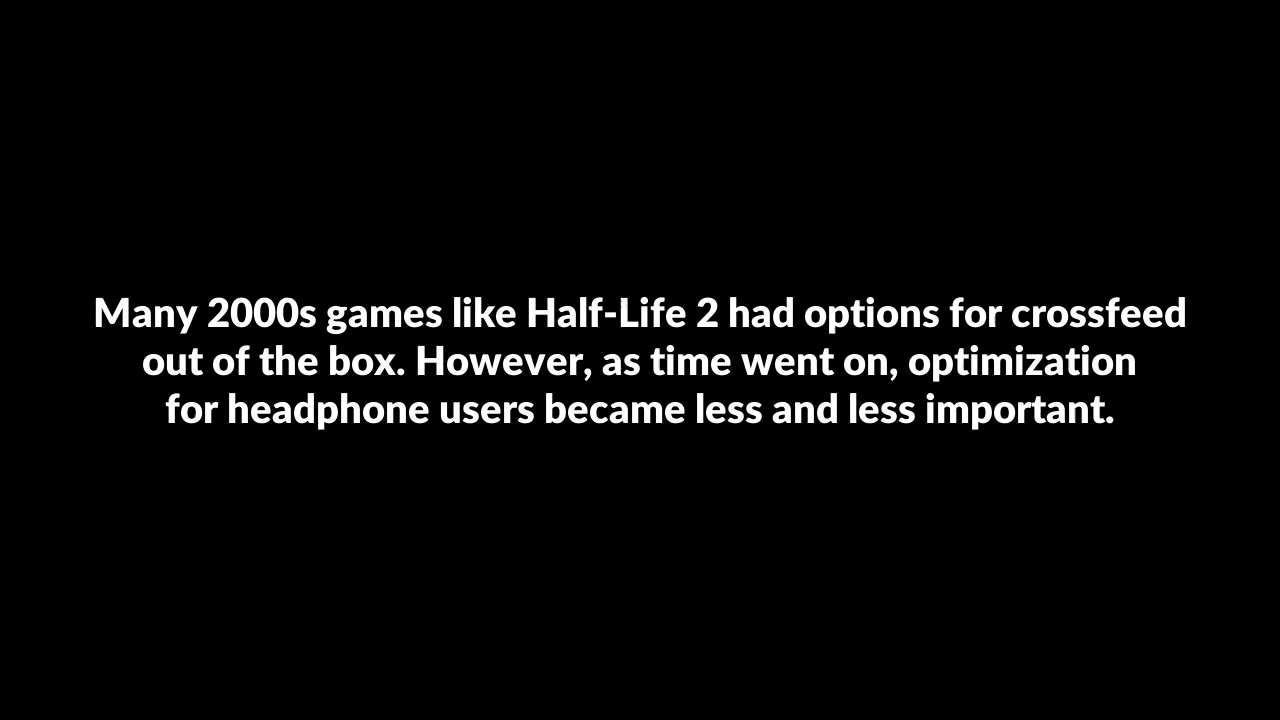 Many 2000s games like Half-Life 2 had options for crossfeed
out of the box. However, as time went on, optimization
for headphone users became less and less important.